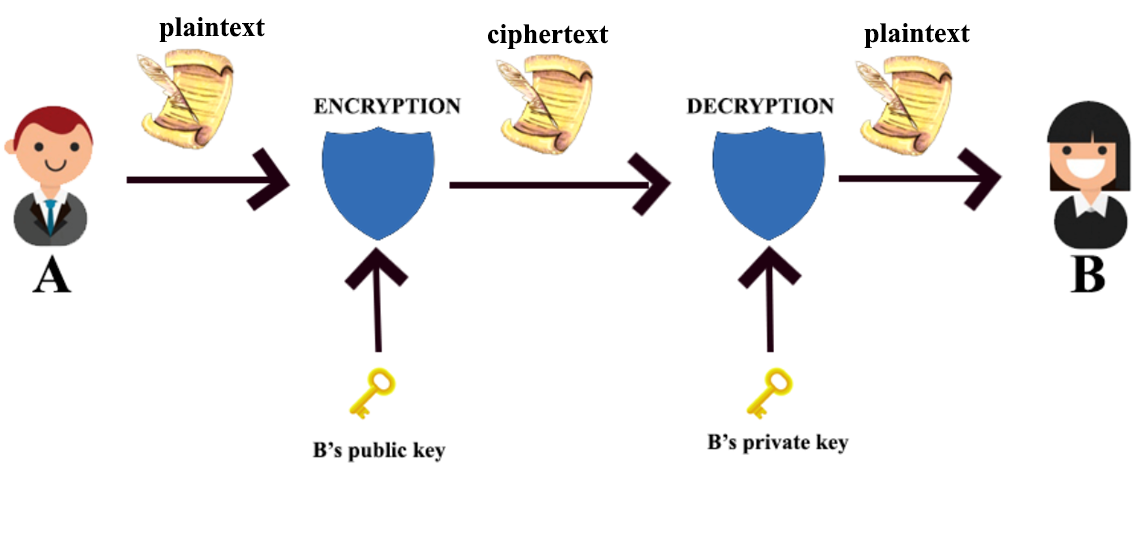 plaintext
ciphertext
plaintext
ENCRYPTION
DECRYPTION
A
B
B's public key
B's private key